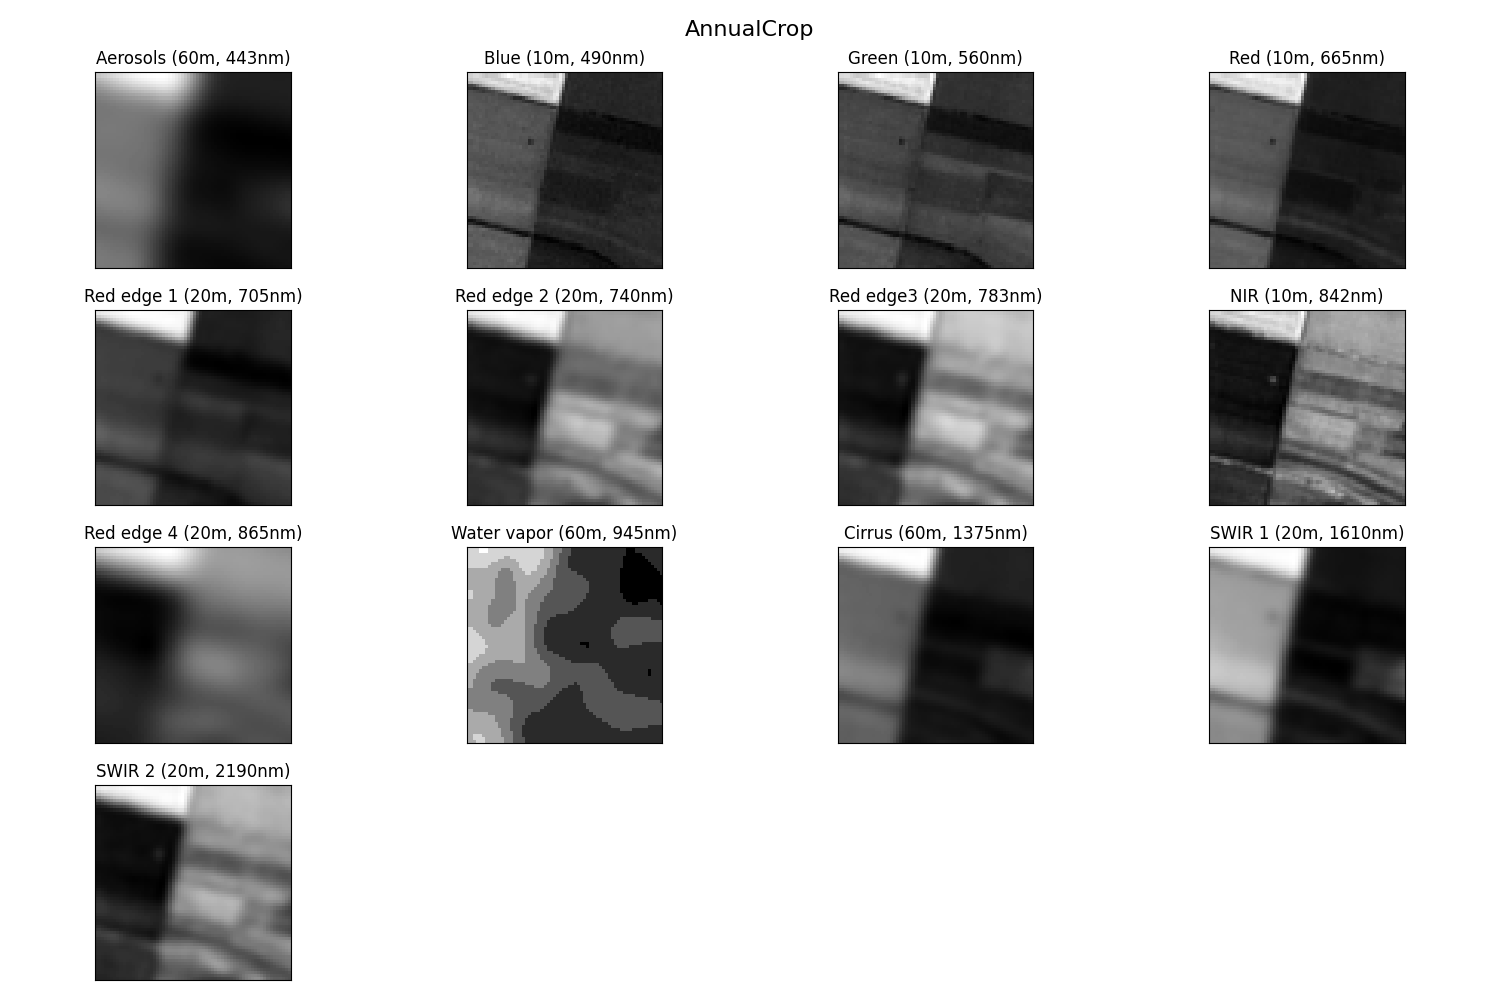 AnnualCrop
Aerosols (60m, 443nm)
Blue (10m, 490nm)
Green (10m, 560nm)
Red (10m, 665nm)
Red edge 1 (20m, 705nm)
Red edge 2 (20m, 740nm)
Red edge3 (20m, 783nm)
NIR (10m, 842nm)
Red edge 4 (20m, 865nm)
Water vapor (60m, 945nm)
Cirrus (60m, 1375nm)
SWIR 1 (20m, 1610nm)
SWIR 2 (20m, 2190nm)